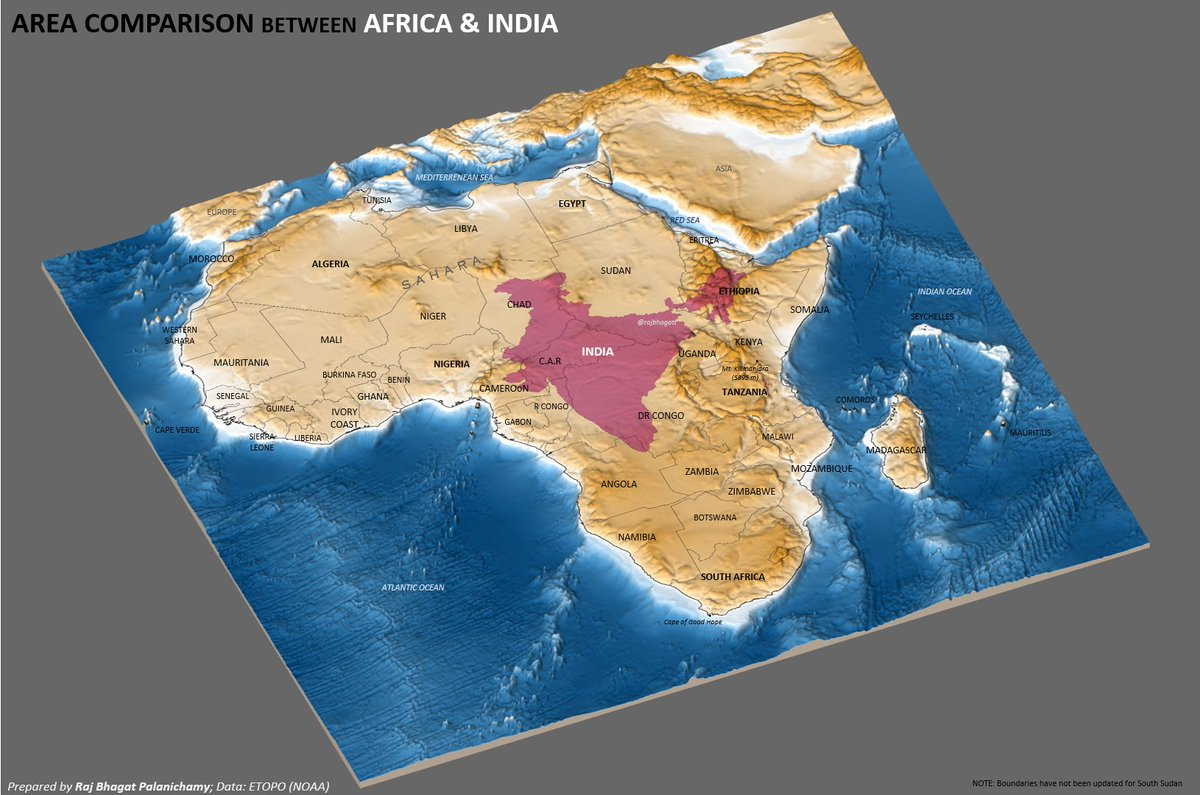 AREA COMPARISON BETWEEN AFRICA & INDIA
MEDITERRANEAN SEA
ASIA
TUNISIA
EUROPE
EGYPT
RED SEA
LIBYA
ERITREA
MOROCCO
ALGERIA
SAHARA
SUDAN
ETHIOPIA
INDIAN OCEAN
CHAD
SOMALIA
SEYCHELLES
NIGER
@rajbhagatt
WESTERN
SAHARA
MALI
KENYA
INDIA
UGANDA
MAURITANIA
NIGERIA
C.A.R
Mt. Kilimanjaro
(5895 m)
BURKINA FASO
BENIN
CAMEROON
TANZANIA
SENEGAL
GHANA
COMOROS
GUINEA
IVORY
COAST
R CONGO
DR CONGO
GABON
CAPE VERDE
SIERRA
LEONE
LIBERIA
MALAWI
MAURITIUS
MADAGASCAR
MOZAMBIQUE
ZAMBIA
ANGOLA
ZIMBABWE
BOTSWANA
NAMIBIA
SOUTH AFRICA
ATLANTIC OCEAN
Cape of Good Hope
Prepared by Raj Bhagat Palanichamy; Data: ETOPO (NOAA)
NOTE: Boundaries have not been updated for South Sudan